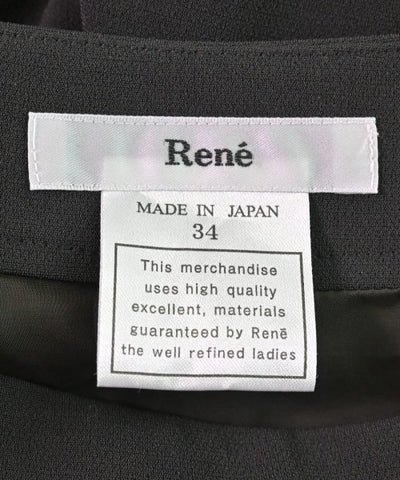 René
MADE IN JAPAN
34
This merchandise
uses high quality
excellent, materials
guaranteed by Renē
the well refined ladies